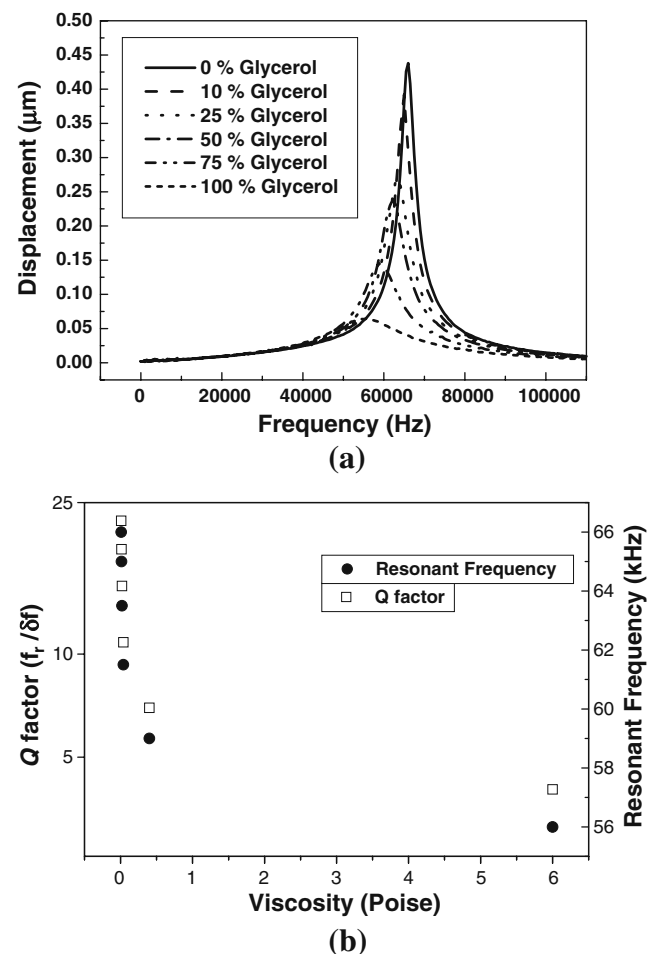 0.50
0.45
0.40
0.35
0.30
0.25
0.20
0.15
0.10
0.05
0.00
Displacement (μm)
0 % Glycerol
10 % Glycerol
25 % Glycerol
50 % Glycerol
75 % Glycerol
100 % Glycerol
0 20000 40000 60000 80000 100000
Frequency (Hz)
(a)
25
10
5
Q factor (fr /δf)
Resonant Frequency
Q factor
66
64
62
60
58
56
Resonant Frequency (kHz)
0 1 2 3 4 5 6
Viscosity (Poise)
(b)